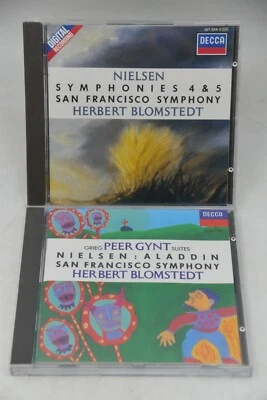 DIGITAL
RECORDING
DECCA
NIELSEN
SYMPHONIES 4 & 5
SAN FRANCISCO SYMPHONY
HERBERT BLOMSTEDT
DECCA
GRIEG PEER GYNT SUITES
NIELSEN: ALADDIN
SAN FRANCISCO SYMPHONY
HERBERT BLOMSTEDT